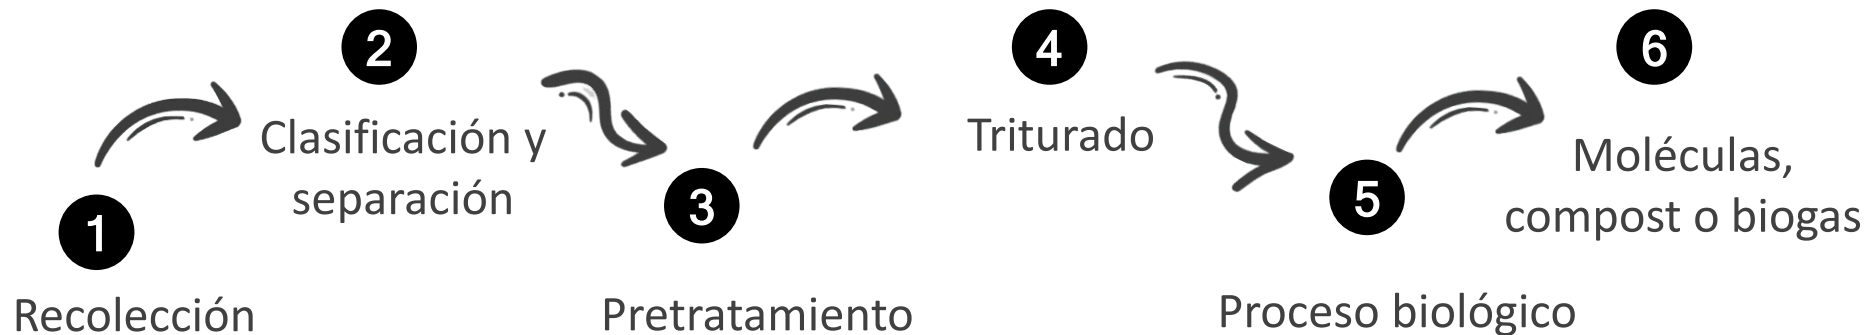 1
Recolección
2
Clasificación y
separación
3
Pretratamiento
4
Triturado
5
Proceso biológico
6
Moléculas,
compost o biogas